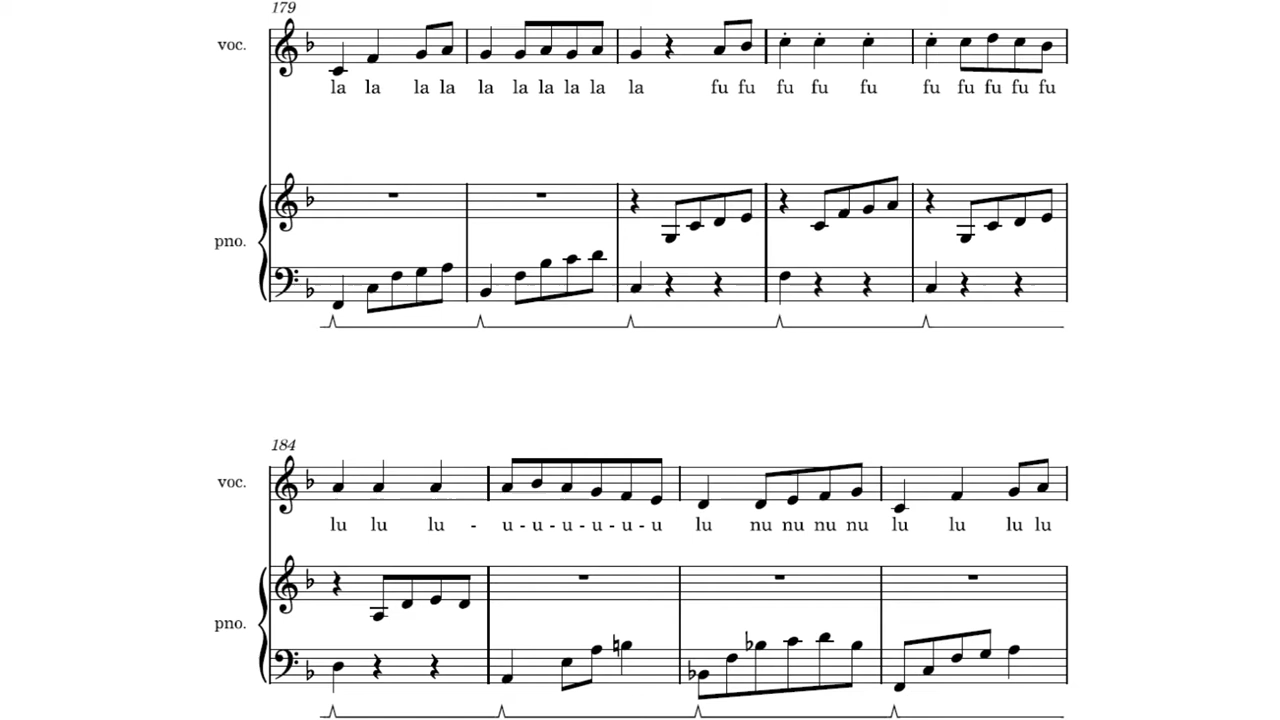 179
voc.
la la la la la la la la la la fu fu fu fu fu fu fu fu fu fu
pno.
184
voc.
lu lu lu - u - u - u - u - u - u lu nu nu nu nu lu lu lu lu
pno.